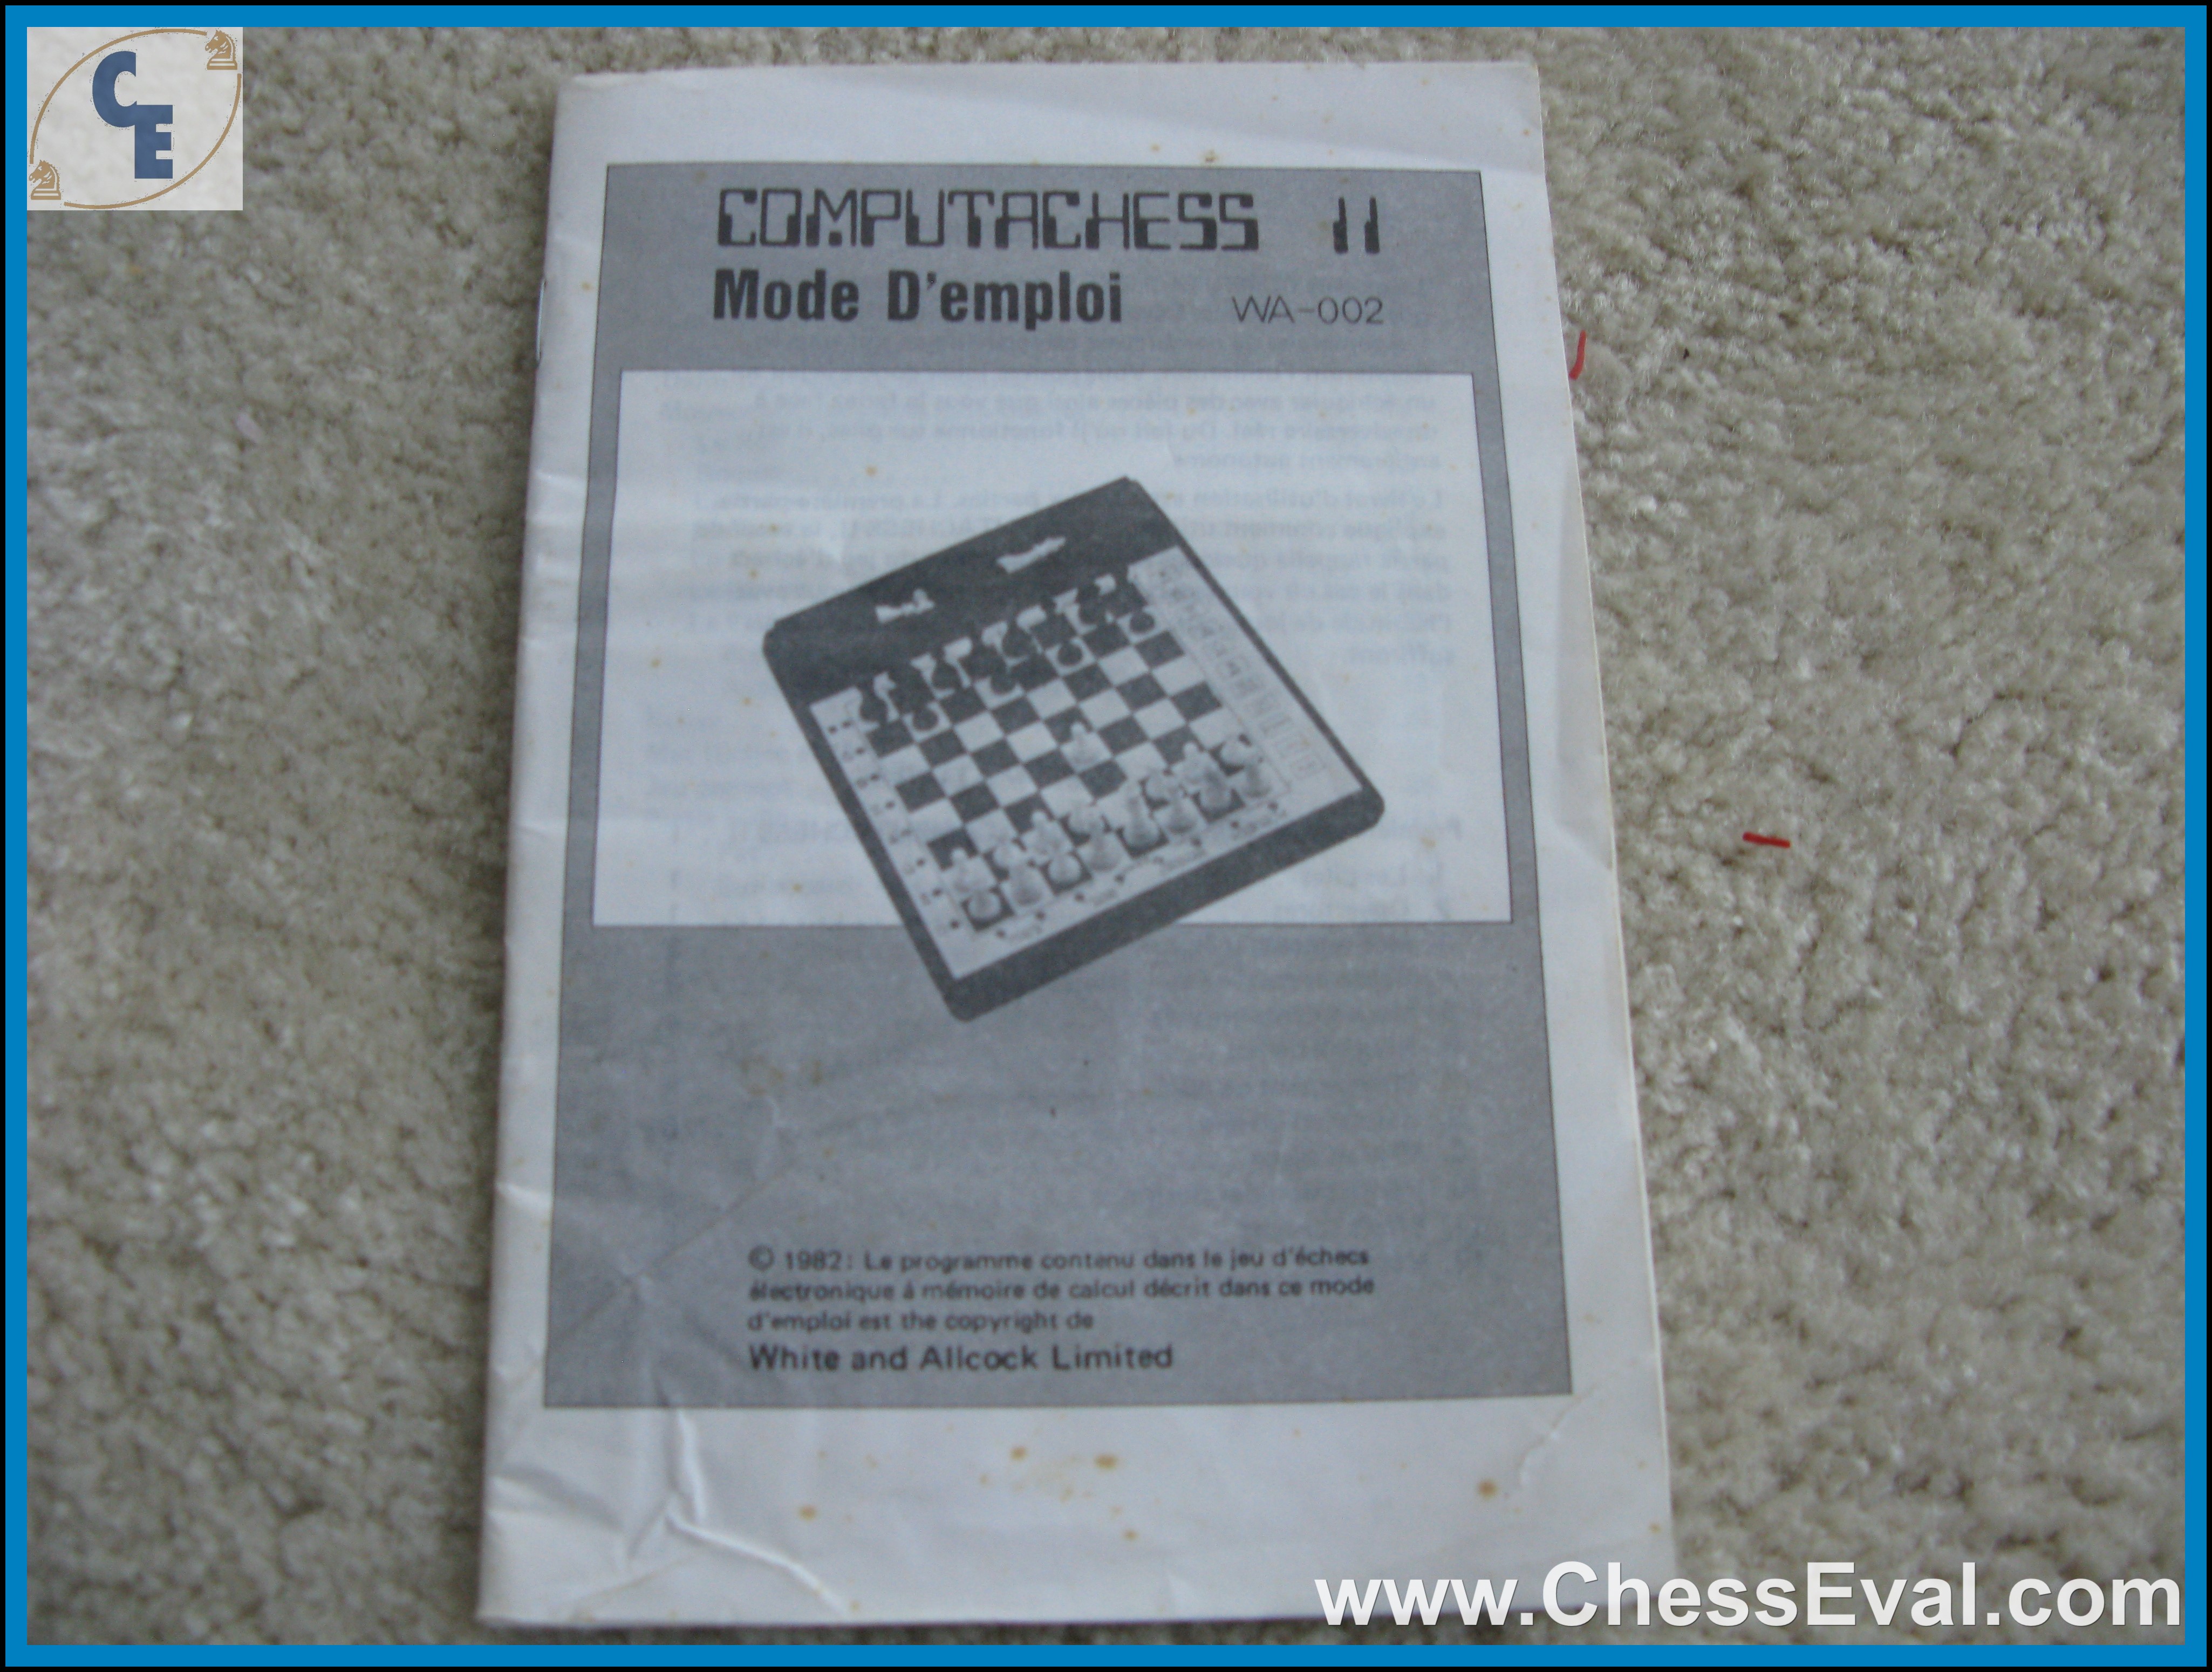 CE
COMPUTACHESS II
Mode D'emploi WA-002
© 1982: Le programme contenu dans le jeu d'échecs
électronique à mémoire de calcul décrit dans ce mode
d'emploi est the copyright de
White and Allcock Limited
www.ChessEval.com